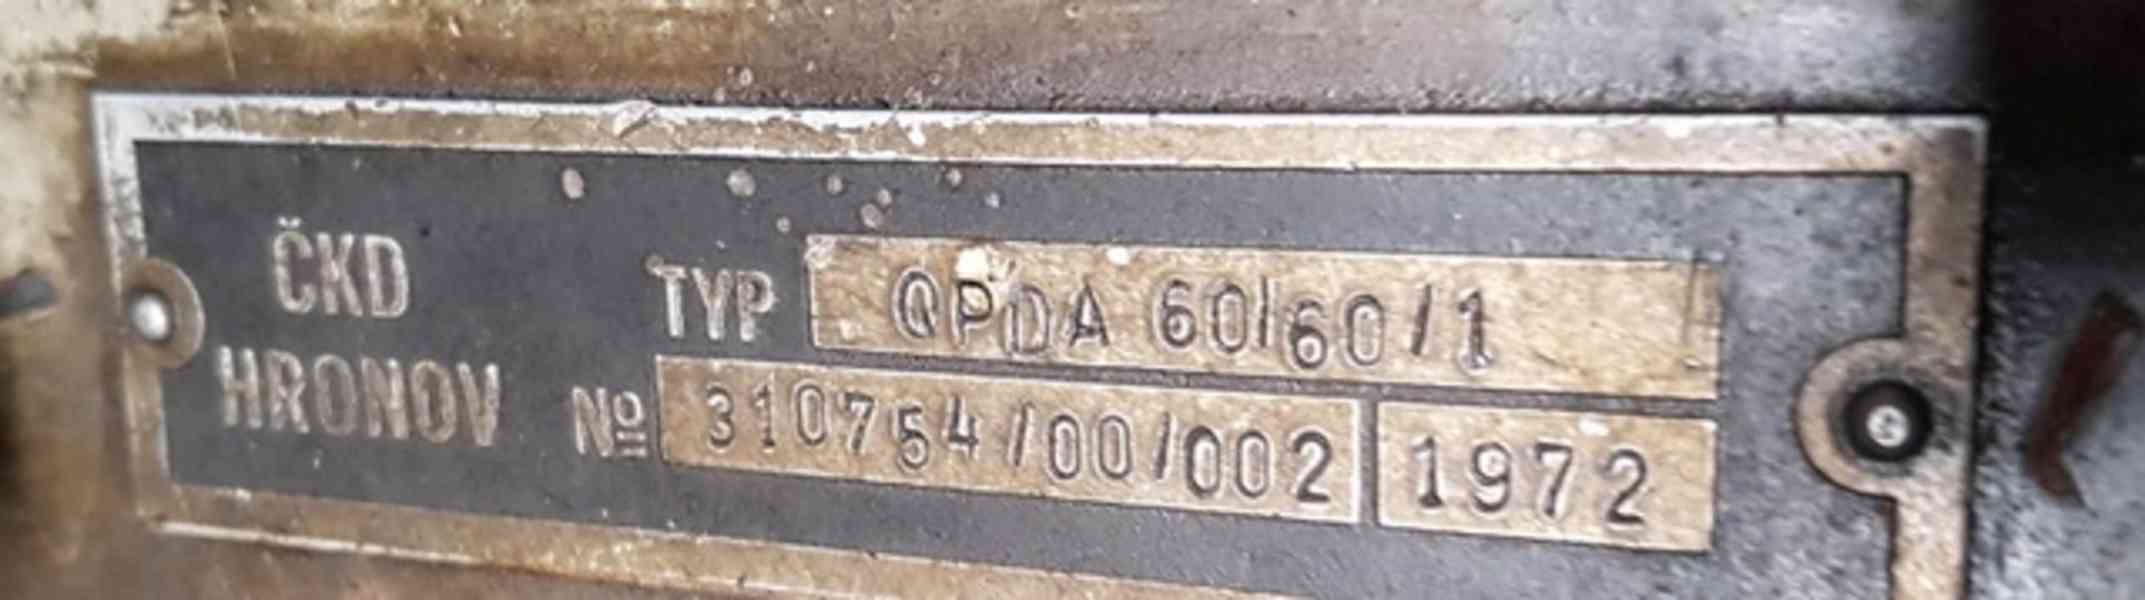 ČKD
HRONOV
TYP QPDA 60/60/1
№ 310754/00/002 1972